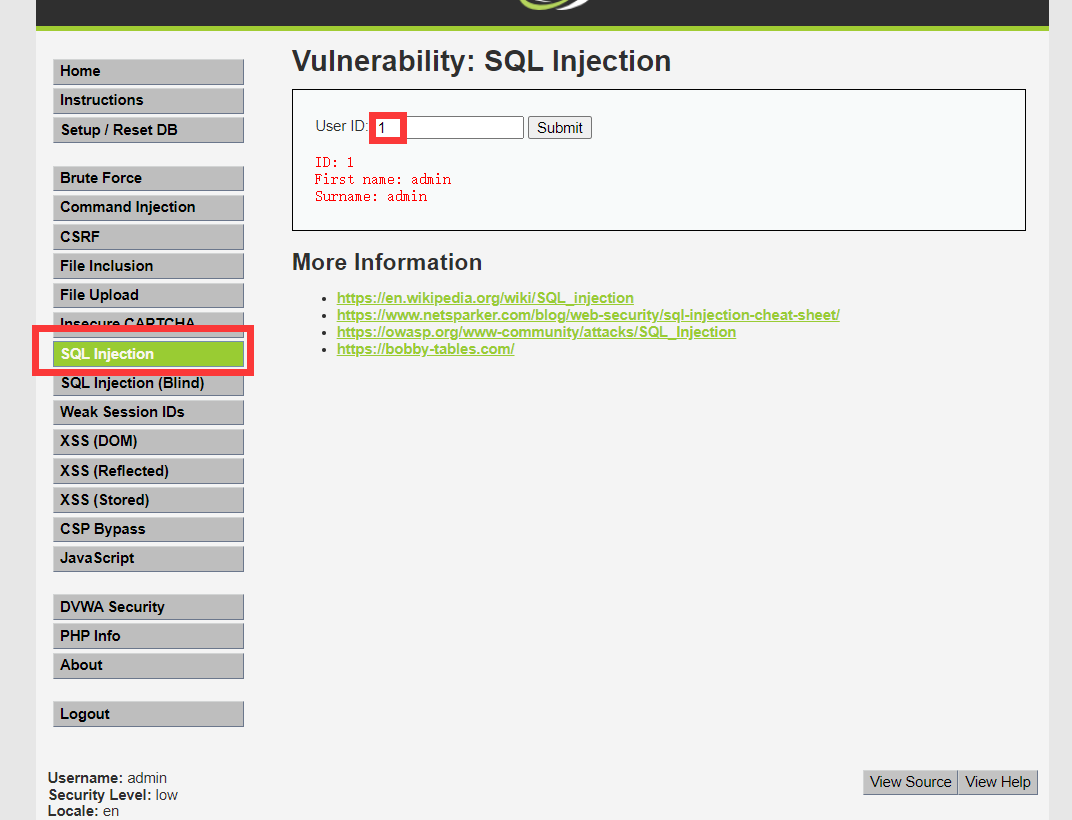 Home
Instructions
Setup / Reset DB
Brute Force
Command Injection
CSRF
File Inclusion
File Upload
Insecure CAPTCHA
SQL Injection
SQL Injection (Blind)
Weak Session IDs
XSS (DOM)
XSS (Reflected)
XSS (Stored)
CSP Bypass
JavaScript
DVWA Security
PHP Info
About
Logout
Vulnerability: SQL Injection
User ID: 1 Submit
ID: 1
First name: admin
Surname: admin
More Information
https://en.wikipedia.org/wiki/SQL_injection
https://www.netsparker.com/blog/web-security/sql-injection-cheat-sheet/
https://owasp.org/www-community/attacks/SQL_Injection
https://bobby-tables.com/
Username: admin
Security Level: low
Locale: en
View Source View Help